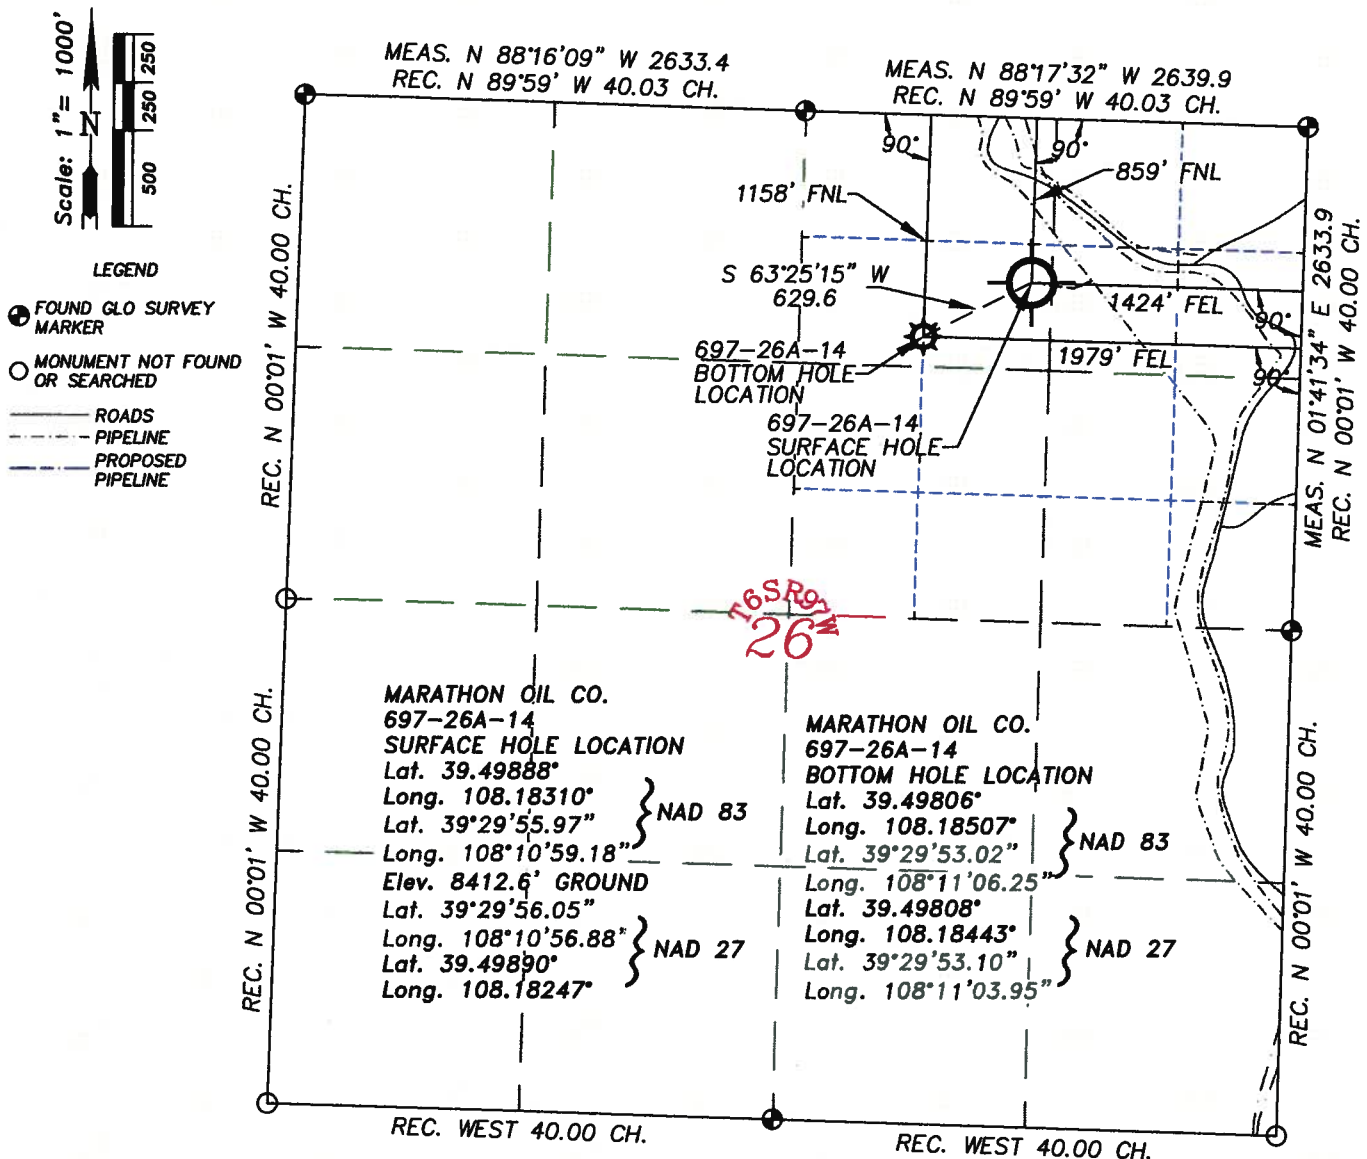 Scale: 1"= 1000'
N
500
250
250
LEGEND
FOUND GLO SURVEY
MARKER
MONUMENT NOT FOUND
OR SEARCHED
ROADS
PIPELINE
PROPOSED
PIPELINE
MEAS. N 88°16'09" W 2633.4
REC. N 89°59' W 40.03 CH.
MEAS. N 88°17'32" W 2639.9
REC. N 89°59' W 40.03 CH.
90°
90°
859' FNL
1158' FNL
S 63°25'15" W
629.6
1424' FEL
90°
1979' FEL
90°
697-26A-14
BOTTOM HOLE
LOCATION
697-26A-14
SURFACE HOLE
LOCATION
REC. N 00°01' W 40.00 CH.
MEAS. N 01°41'34" E 2633.9
REC. N 00°01' W 40.00 CH.
T6SR97W
26
REC. N 00°01' W 40.00 CH.
REC. N 00°01' W 40.00 CH.
MARATHON OIL CO.
697-26A-14
SURFACE HOLE LOCATION
Lat. 39.49888°
Long. 108.18310°
Lat. 39°29'55.97"
Long. 108°10'59.18"
NAD 83
Elev. 8412.6' GROUND
Lat. 39°29'56.05"
Long. 108°10'56.88"
Lat. 39.49890°
Long. 108.18247°
NAD 27
MARATHON OIL CO.
697-26A-14
BOTTOM HOLE LOCATION
Lat. 39.49806°
Long. 108.18507°
Lat. 39°29'53.02"
Long. 108°11'06.25"
NAD 83
Lat. 39.49808°
Long. 108.18443°
Lat. 39°29'53.10"
Long. 108°11'03.95"
NAD 27
REC. WEST 40.00 CH.
REC. WEST 40.00 CH.